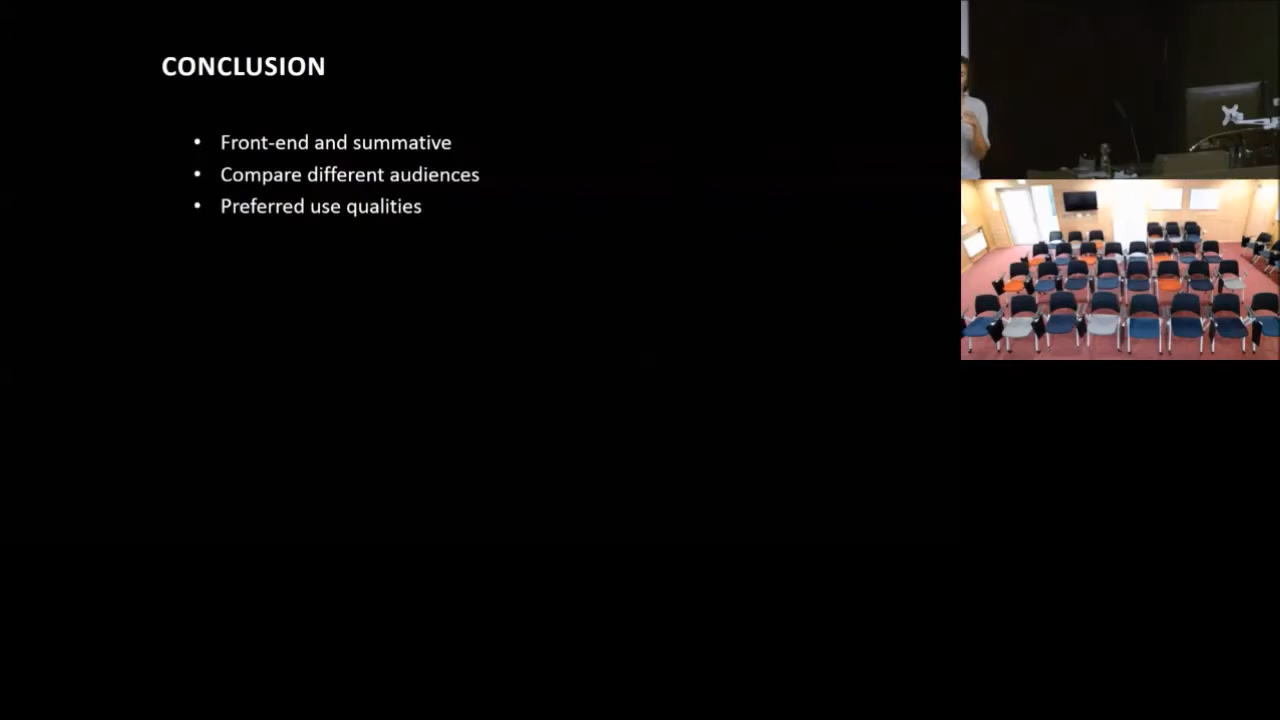 CONCLUSION
• Front-end and summative
• Compare different audiences
• Preferred use qualities